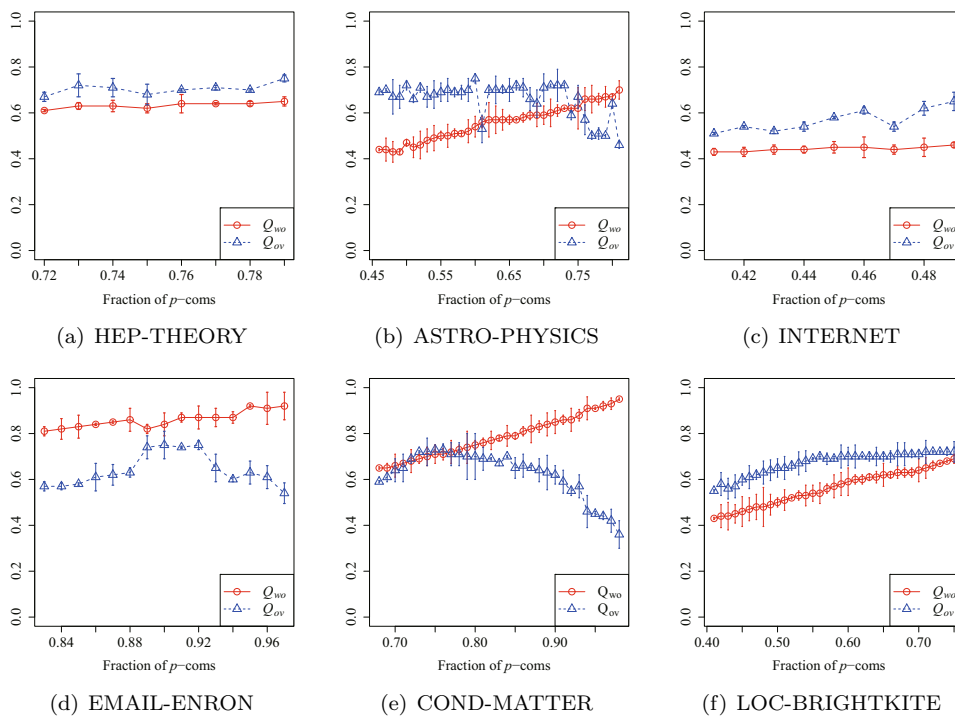 0.0 0.2 0.4 0.6 0.8 1.0
Q_wo
Q_ov
0.72 0.74 0.76 0.78
Fraction of p−coms
(a) HEP-THEORY
0.0 0.2 0.4 0.6 0.8 1.0
Q_wo
Q_ov
0.45 0.55 0.65 0.75
Fraction of p−coms
(b) ASTRO-PHYSICS
0.0 0.2 0.4 0.6 0.8 1.0
Q_wo
Q_ov
0.42 0.44 0.46 0.48
Fraction of p−coms
(c) INTERNET
0.0 0.2 0.4 0.6 0.8 1.0
Q_wo
Q_ov
0.84 0.88 0.92 0.96
Fraction of p−coms
(d) EMAIL-ENRON
0.0 0.2 0.4 0.6 0.8 1.0
Q_wo
Q_ov
0.70 0.80 0.90
Fraction of p−coms
(e) COND-MATTER
0.0 0.2 0.4 0.6 0.8 1.0
Q_wo
Q_ov
0.40 0.50 0.60 0.70
Fraction of p−coms
(f) LOC-BRIGHTKITE